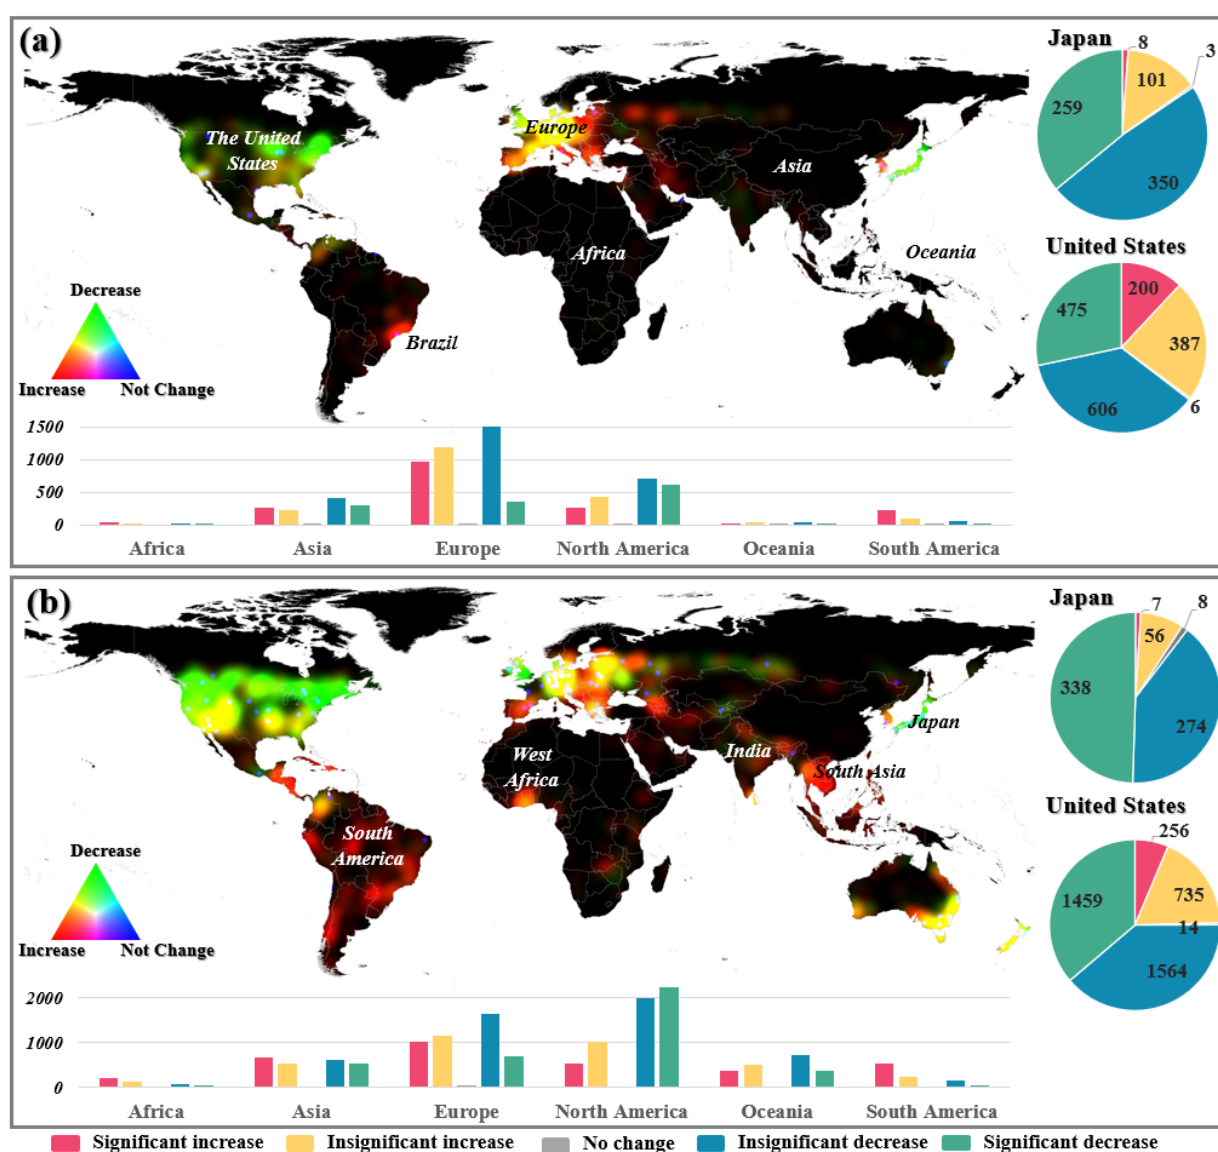 (a)
Japan
8
3
101
259
350
The United
States
Europe
Asia
Africa
Oceania
Brazil
Decrease
Increase
Not Change
United States
200
475
387
606
6
1500
1000
500
0
Africa
Asia
Europe
North America
Oceania
South America
(b)
Japan
7
8
56
338
274
Japan
West
Africa
India
South Asia
South
America
Decrease
Increase
Not Change
United States
256
1459
735
14
1564
2000
1000
0
Africa
Asia
Europe
North America
Oceania
South America
Significant increase
Insignificant increase
No change
Insignificant decrease
Significant decrease